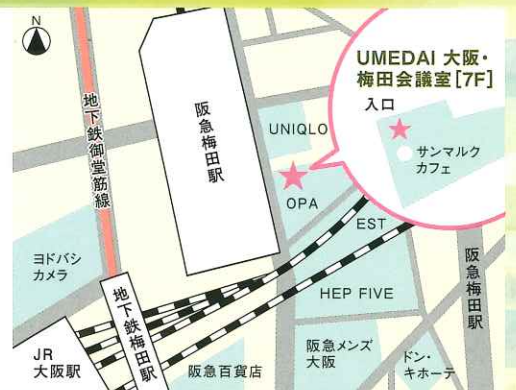 N
UMEDAI 大阪・
梅田会議室[7F]
入口
サンマルク
カフェ
地下鉄御堂筋線
阪急梅田駅
UNIQLO
OPA
EST
ヨドバシ
カメラ
地下鉄梅田駅
HEP FIVE
阪急梅田駅
JR
大阪駅
阪急百貨店
阪急メンズ
大阪
ドン・
キホーテ